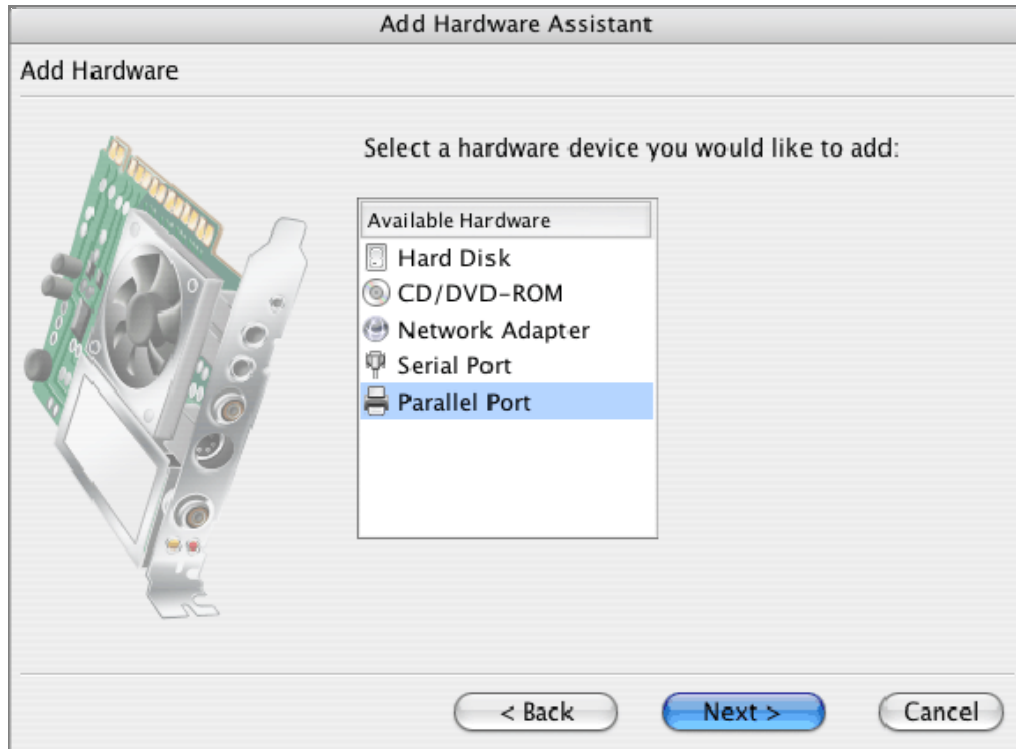 Add Hardware Assistant
Add Hardware
Select a hardware device you would like to add:
Available Hardware
Hard Disk
CD/DVD-ROM
Network Adapter
Serial Port
Parallel Port
< Back
Next >
Cancel